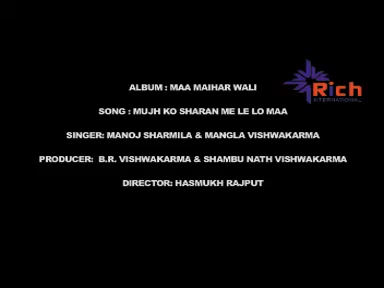 ALBUM : MAA MAIHAR WALI
Rich
INTERNATIONAL
SONG : MUJH KO SHARAN ME LE LO MAA
SINGER: MANOJ SHARMILA & MANGLA VISHWAKARMA
PRODUCER:  B.R. VISHWAKARMA & SHAMBU NATH VISHWAKARMA
DIRECTOR: HASMUKH RAJPUT